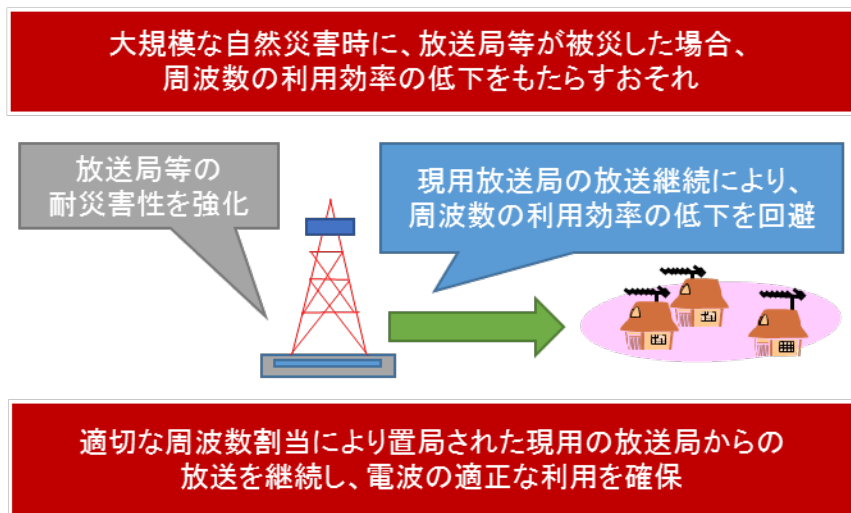 大規模な自然災害時に、放送局等が被災した場合、
周波数の利用効率の低下をもたらすおそれ
放送局等の
耐災害性を強化
現用放送局の放送継続により、
周波数の利用効率の低下を回避
適切な周波数割当により置局された現用の放送局からの
放送を継続し、電波の適正な利用を確保